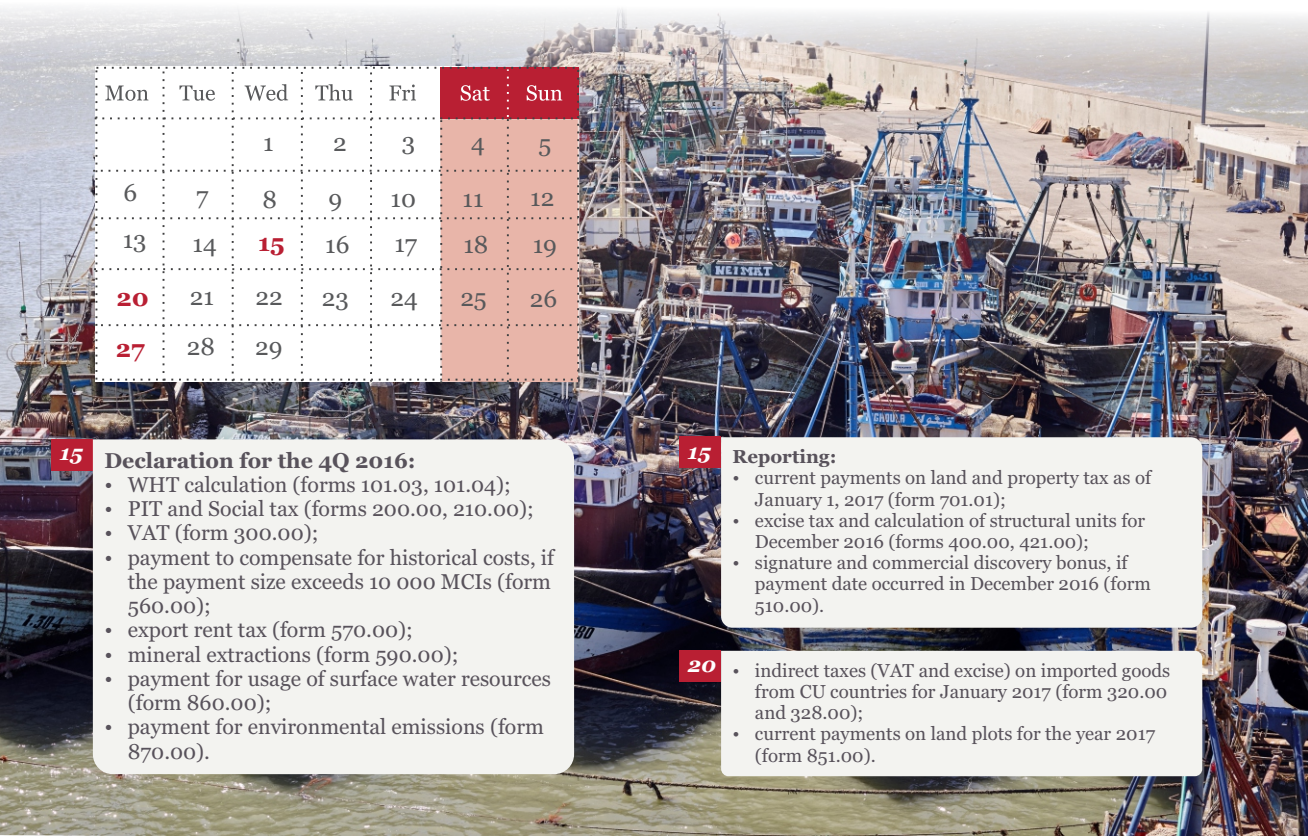 Mon Tue Wed Thu Fri Sat Sun
1 2 3 4 5
6 7 8 9 10 11 12
13 14 15 16 17 18 19
20 21 22 23 24 25 26
27 28 29
15
Declaration for the 4Q 2016:
• WHT calculation (forms 101.03, 101.04);
• PIT and Social tax (forms 200.00, 210.00);
• VAT (form 300.00);
• payment to compensate for historical costs, if
the payment size exceeds 10 000 MCIs (form
560.00);
• export rent tax (form 570.00);
• mineral extractions (form 590.00);
• payment for usage of surface water resources
(form 860.00);
• payment for environmental emissions (form
870.00).
15
Reporting:
• current payments on land and property tax as of
January 1, 2017 (form 701.01);
• excise tax and calculation of structural units for
December 2016 (forms 400.00, 421.00);
• signature and commercial discovery bonus, if
payment date occurred in December 2016 (form
510.00).
20
• indirect taxes (VAT and excise) on imported goods
from CU countries for January 2017 (form 320.00
and 328.00);
• current payments on land plots for the year 2017
(form 851.00).
NEIMAT